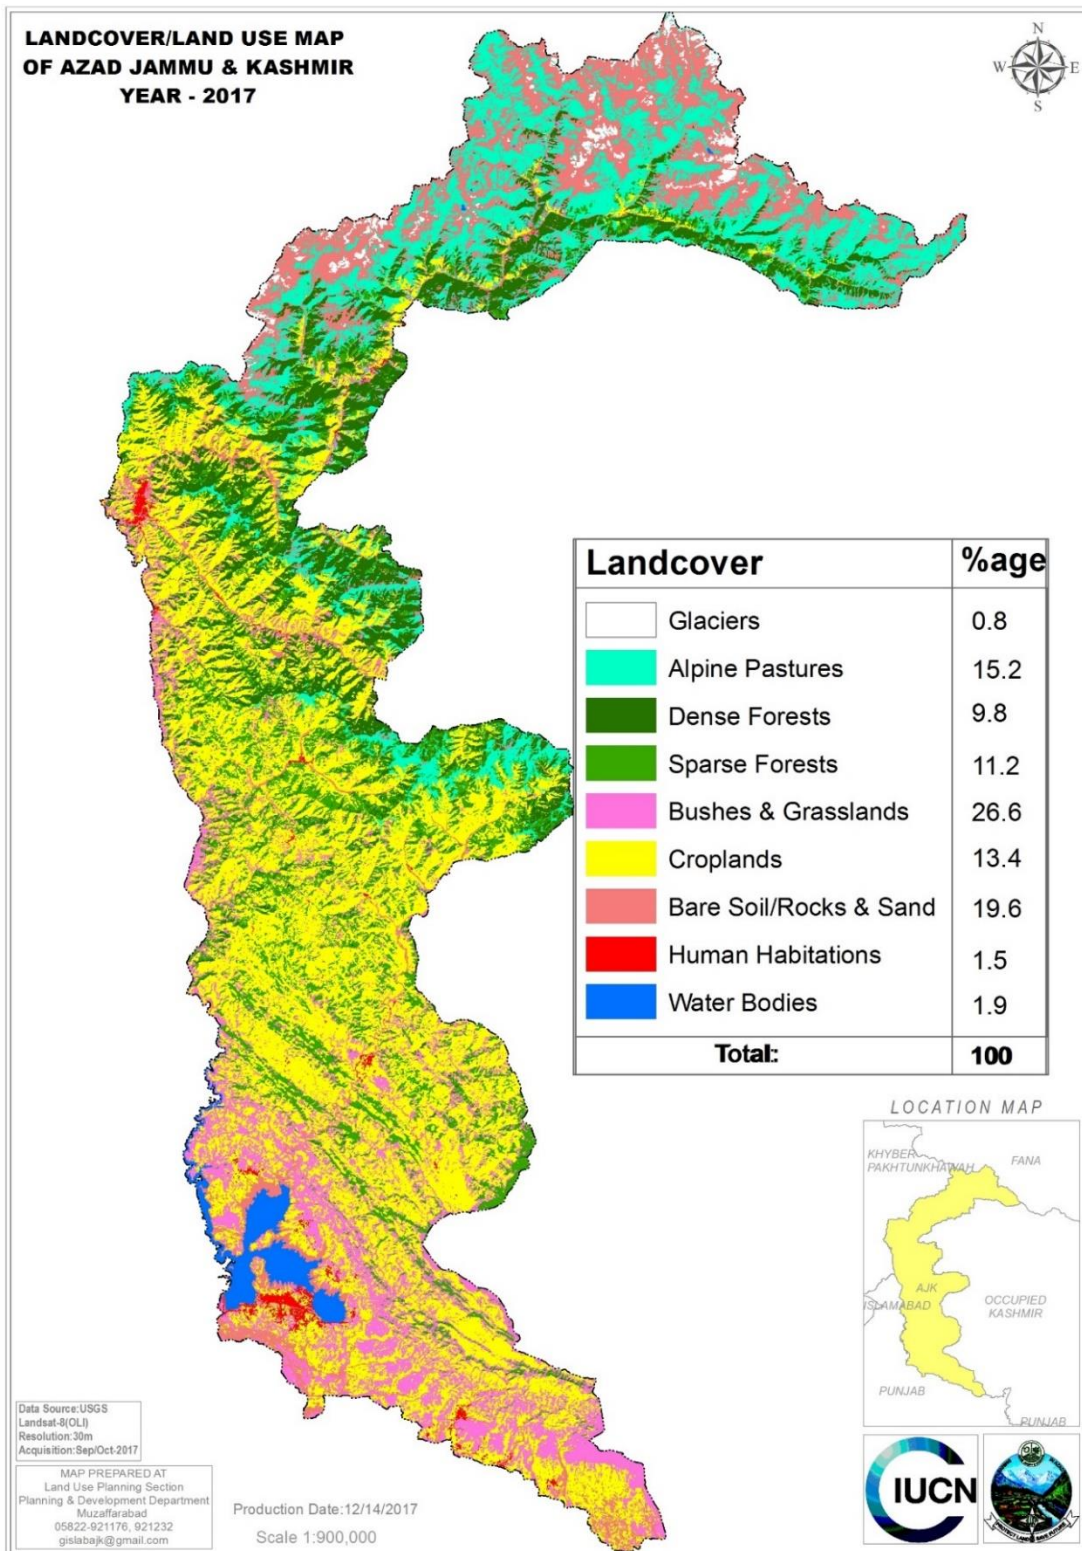 LANDCOVER/LAND USE MAP
OF AZAD JAMMU & KASHMIR
YEAR - 2017
N
W E
S
Landcover %age
Glaciers 0.8
Alpine Pastures 15.2
Dense Forests 9.8
Sparse Forests 11.2
Bushes & Grasslands 26.6
Croplands 13.4
Bare Soil/Rocks & Sand 19.6
Human Habitations 1.5
Water Bodies 1.9
Total: 100
LOCATION MAP
KHYBER
PAKHTUNKHAWAH
FANA
AJK
ISLAMABAD
OCCUPIED
KASHMIR
PUNJAB
PUNJAB
Data Source:USGS
Landsat-8(OLI)
Resolution:30m
Acquisition:Sep/Oct-2017
MAP PREPARED AT
Land Use Planning Section
Planning & Development Department
Muzaffarabad
05822-921176, 921232
gislabajk@gmail.com
Production Date:12/14/2017
Scale 1:900,000
IUCN